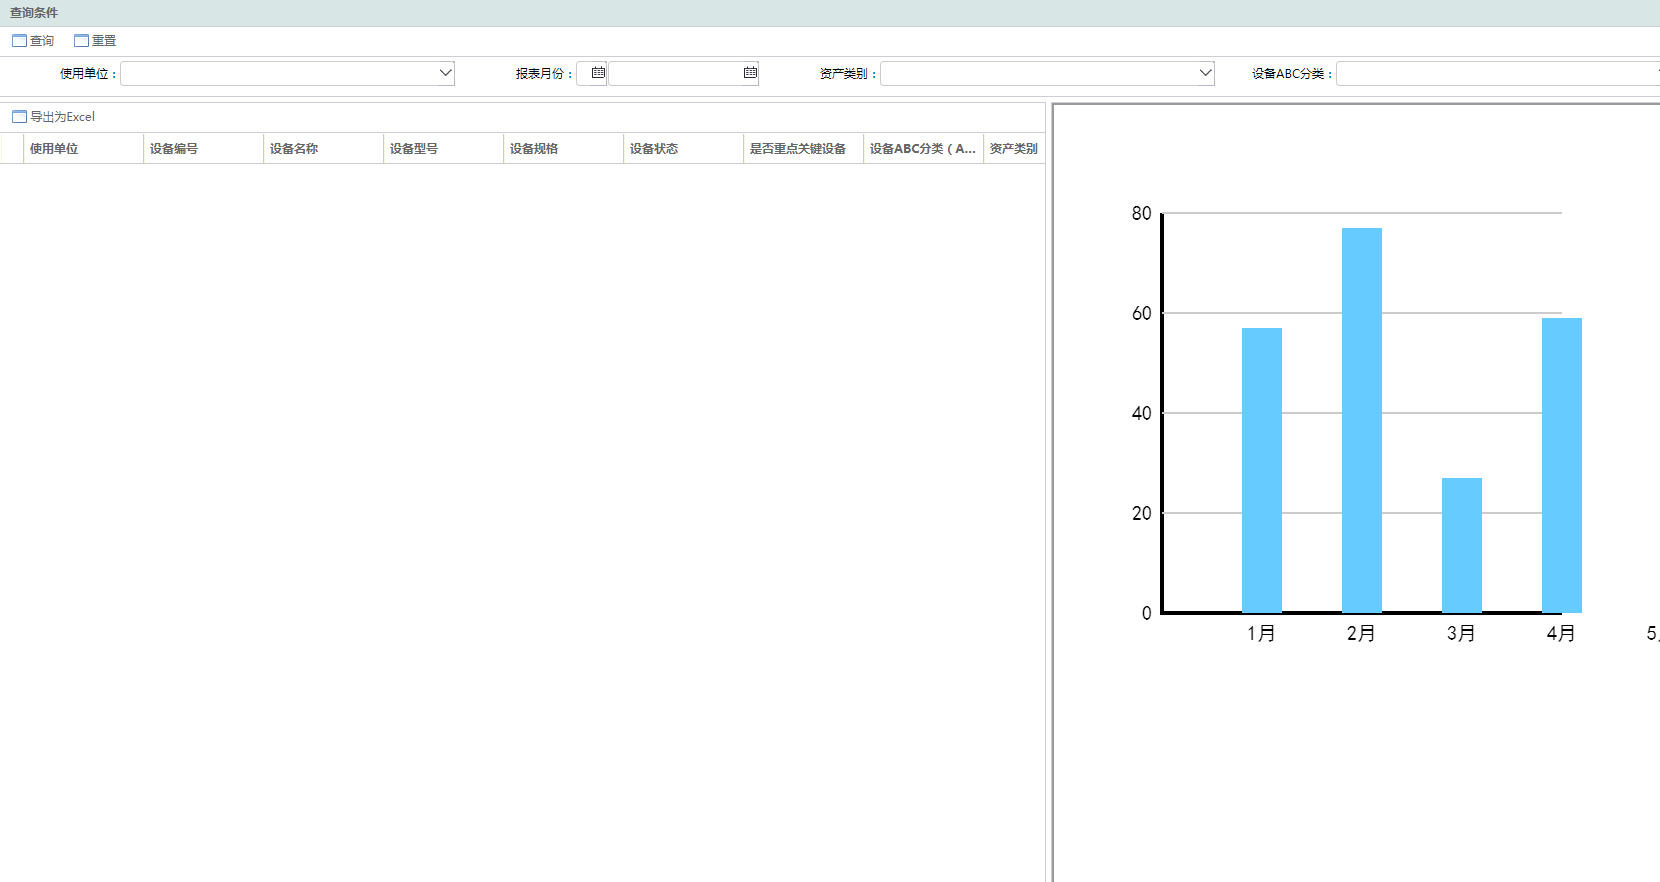 查询条件
查询 重置
使用单位： 报表月份： 资产类别： 设备ABC分类：
导出为Excel
使用单位 设备编号 设备名称 设备型号 设备规格 设备状态 是否重点关键设备 设备ABC分类（A... 资产类别
80
60
40
20
0
1月 2月 3月 4月 5